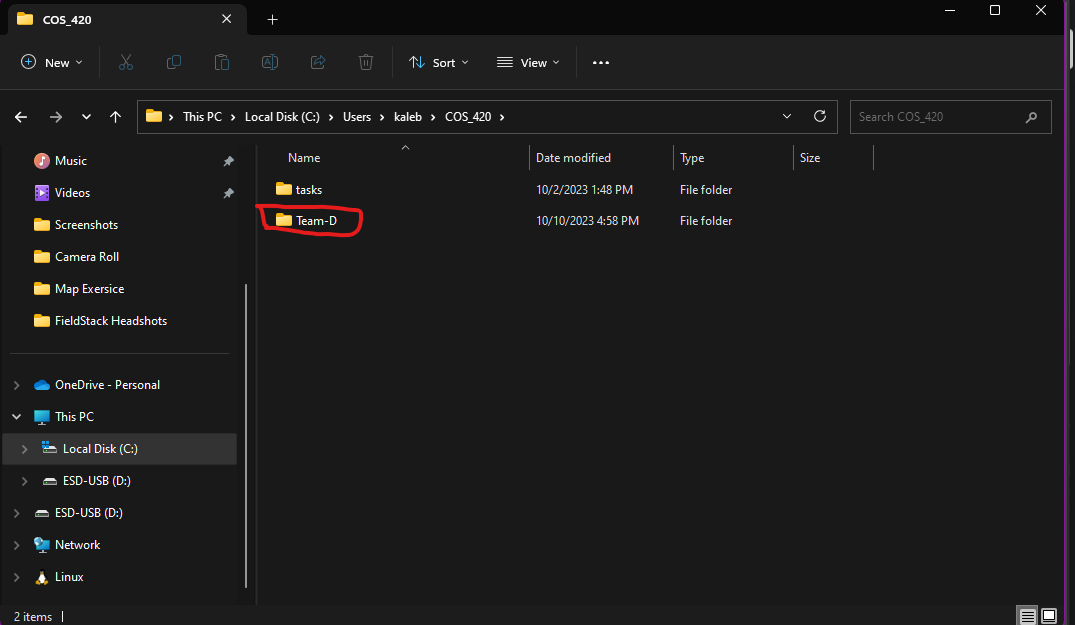 COS_420
New
Sort
View
This PC
Local Disk (C:)
Users
kaleb
COS_420
Search COS_420
Music
Videos
Screenshots
Camera Roll
Map Exersice
FieldStack Headshots
OneDrive - Personal
This PC
Local Disk (C:)
ESD-USB (D:)
ESD-USB (D:)
Network
Linux
Name Date modified Type Size
tasks 10/2/2023 1:48 PM File folder
Team-D 10/10/2023 4:58 PM File folder
2 items